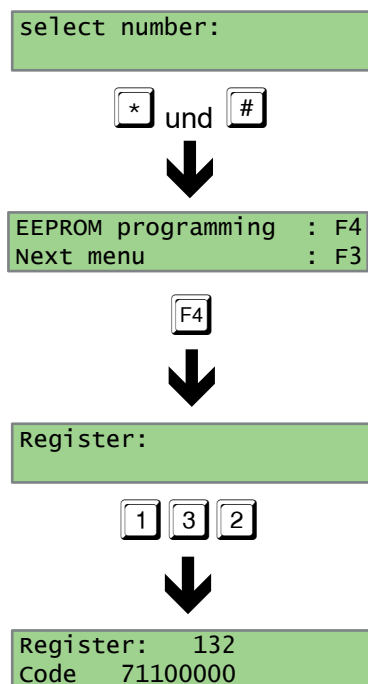 select number:
* und #
EEPROM programming : F4
Next menu : F3
F4
Register:
1 3 2
Register: 132
Code 71100000